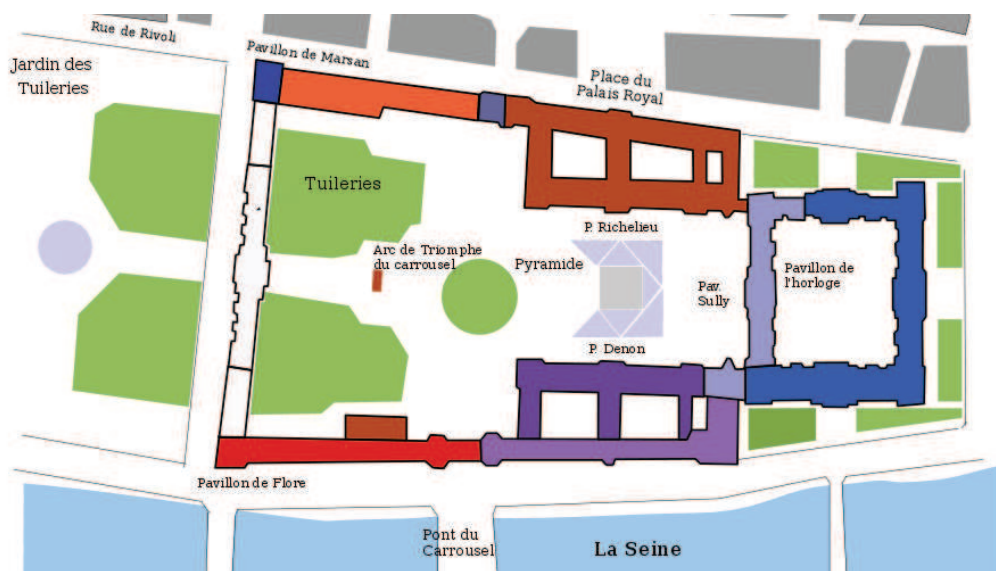 Rue de Rivoli
Pavillon de Marsan
Jardin des
Tuileries
Place du
Palais Royal
Tuileries
P. Richelieu
Arc de Triomphe
du carrousel
Pyramide
Pav.
Sully
Pavillon de
l'horloge
P. Denon
Pavillon de Flore
Pont du
Carrousel
La Seine